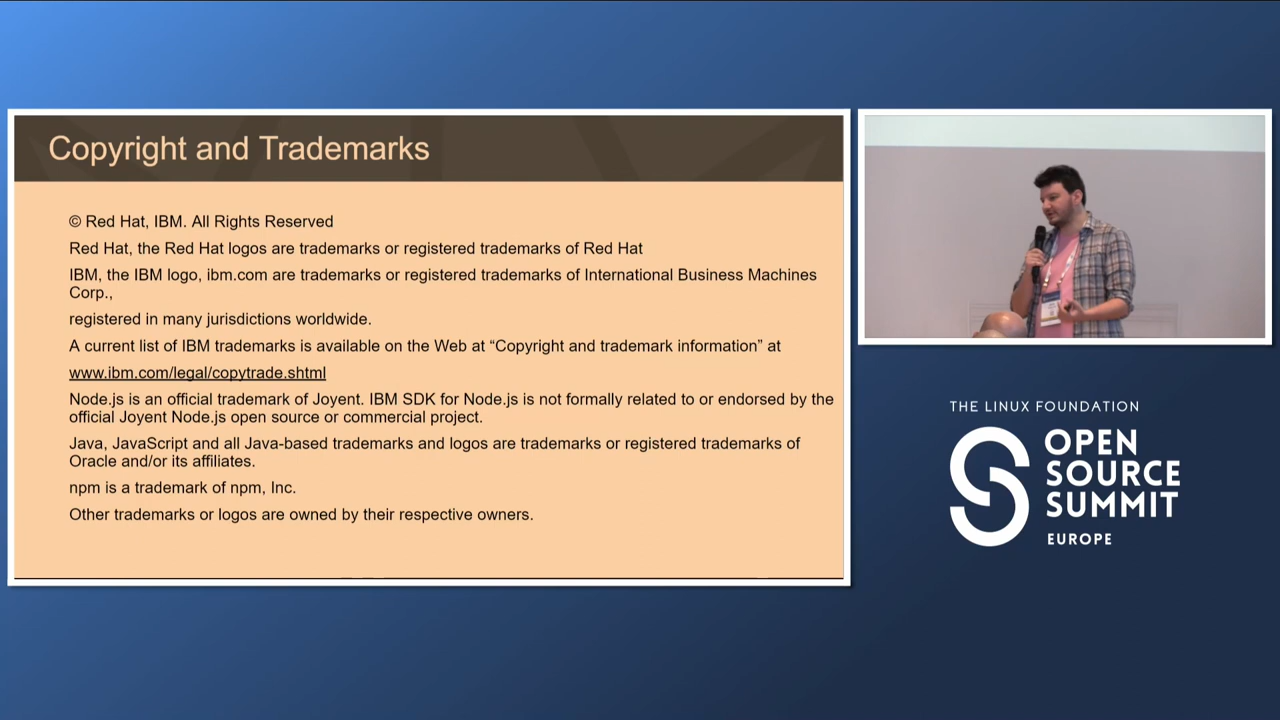 Copyright and Trademarks
© Red Hat, IBM. All Rights Reserved
Red Hat, the Red Hat logos are trademarks or registered trademarks of Red Hat
IBM, the IBM logo, ibm.com are trademarks or registered trademarks of International Business Machines
Corp.,
registered in many jurisdictions worldwide.
A current list of IBM trademarks is available on the Web at “Copyright and trademark information” at
www.ibm.com/legal/copytrade.shtml
Node.js is an official trademark of Joyent. IBM SDK for Node.js is not formally related to or endorsed by the
official Joyent Node.js open source or commercial project.
Java, JavaScript and all Java-based trademarks and logos are trademarks or registered trademarks of
Oracle and/or its affiliates.
npm is a trademark of npm, Inc.
Other trademarks or logos are owned by their respective owners.
THE LINUX FOUNDATION
OPEN
SOURCE
SUMMIT
EUROPE